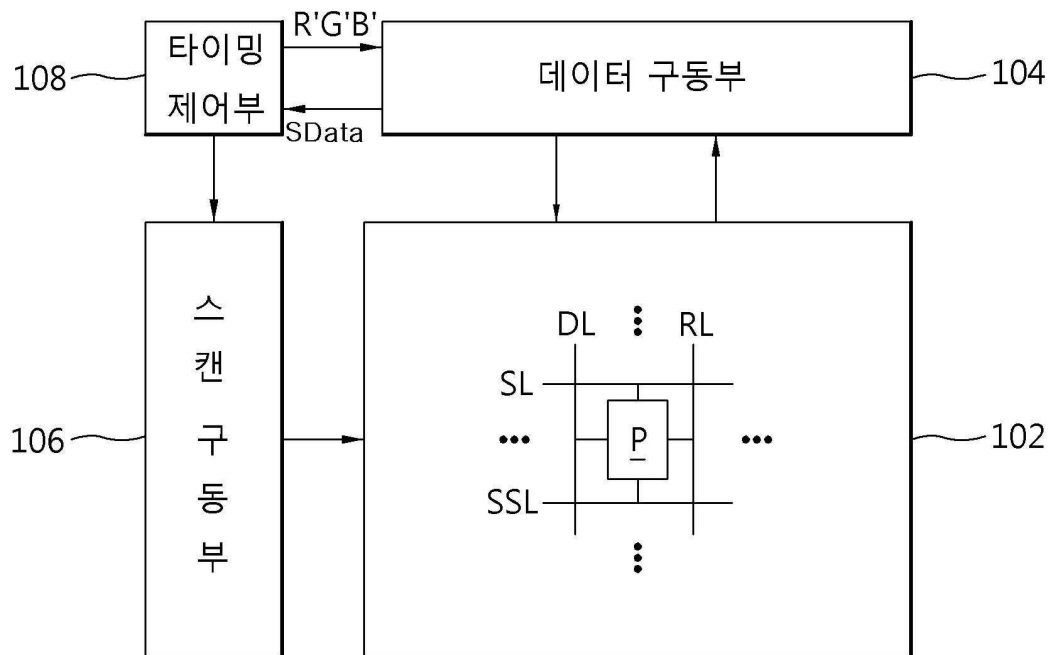 R'G'B'
타이밍
제어부
108
데이터 구동부
104
SData
스
캔
구
동
부
106
DL
RL
SL
P
SSL
102